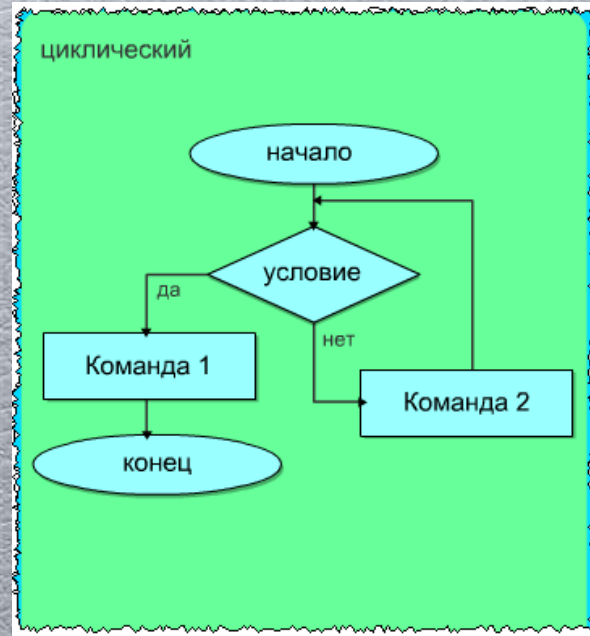 циклический
начало
условие
да
нет
Команда 1
Команда 2
конец